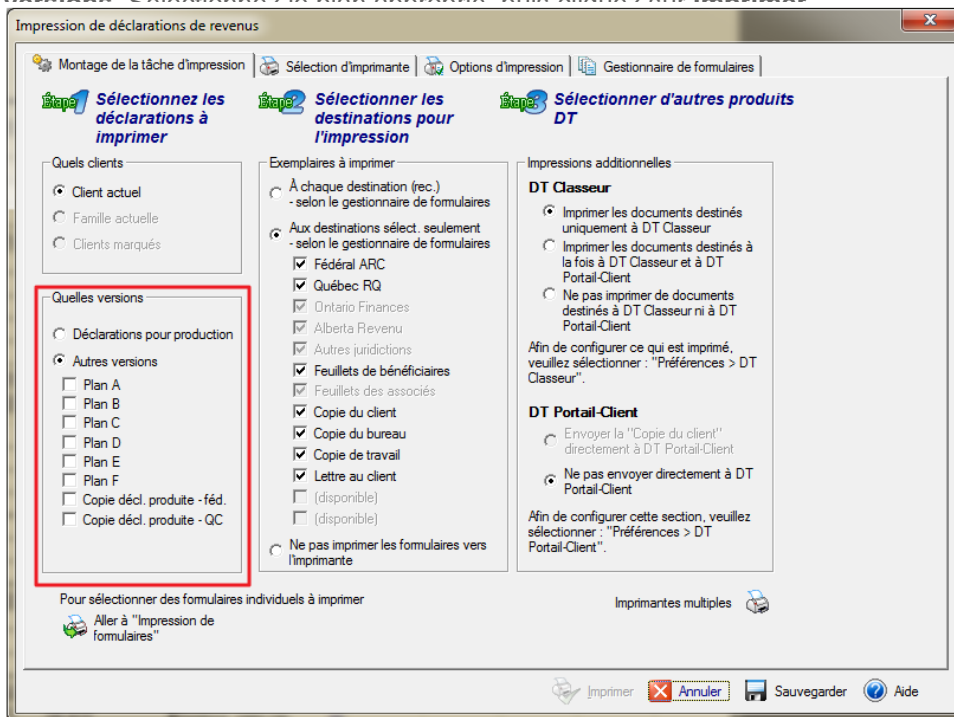 Impression de déclarations de revenus
Montage de la tâche d'impression
Sélection d'imprimante
Options d'impression
Gestionnaire de formulaires
Étape 1
Sélectionnez les
déclarations à
imprimer
Quels clients
Client actuel
Famille actuelle
Clients marqués
Quelles versions
Déclarations pour production
Autres versions
Plan A
Plan B
Plan C
Plan D
Plan E
Plan F
Copie décl. produite - féd.
Copie décl. produite - QC
Étape 2
Sélectionner les
destinations pour
l'impression
Exemplaires à imprimer
À chaque destination (rec.)
- selon le gestionnaire de formulaires
Aux destinations sélect. seulement
- selon le gestionnaire de formulaires
Fédéral ARC
Québec RQ
Ontario Finances
Alberta Revenu
Autres juridictions
Feuillets de bénéficiaires
Feuillets des associés
Copie du client
Copie du bureau
Copie de travail
Lettre au client
(disponible)
(disponible)
Ne pas imprimer les formulaires vers
l'imprimante
Étape 3
Sélectionner d'autres produits
DT
Impressions additionnelles
DT Classeur
Imprimer les documents destinés
uniquement à DT Classeur
Imprimer les documents destinés à
la fois à DT Classeur et à DT
Portail-Client
Ne pas imprimer de documents
destinés à DT Classeur ni à DT
Portail-Client
Afin de configurer ce qui est imprimé,
veuillez sélectionner : "Préférences > DT
Classeur".
DT Portail-Client
Envoyer la "Copie du client"
directement à DT Portail-Client
Ne pas envoyer directement à DT
Portail-Client
Afin de configurer cette section, veuillez
sélectionner : "Préférences > DT
Portail-Client".
Pour sélectionner des formulaires individuels à imprimer
Aller à "Impression de
formulaires"
Imprimantes multiples
Imprimer
Annuler
Sauvegarder
Aide